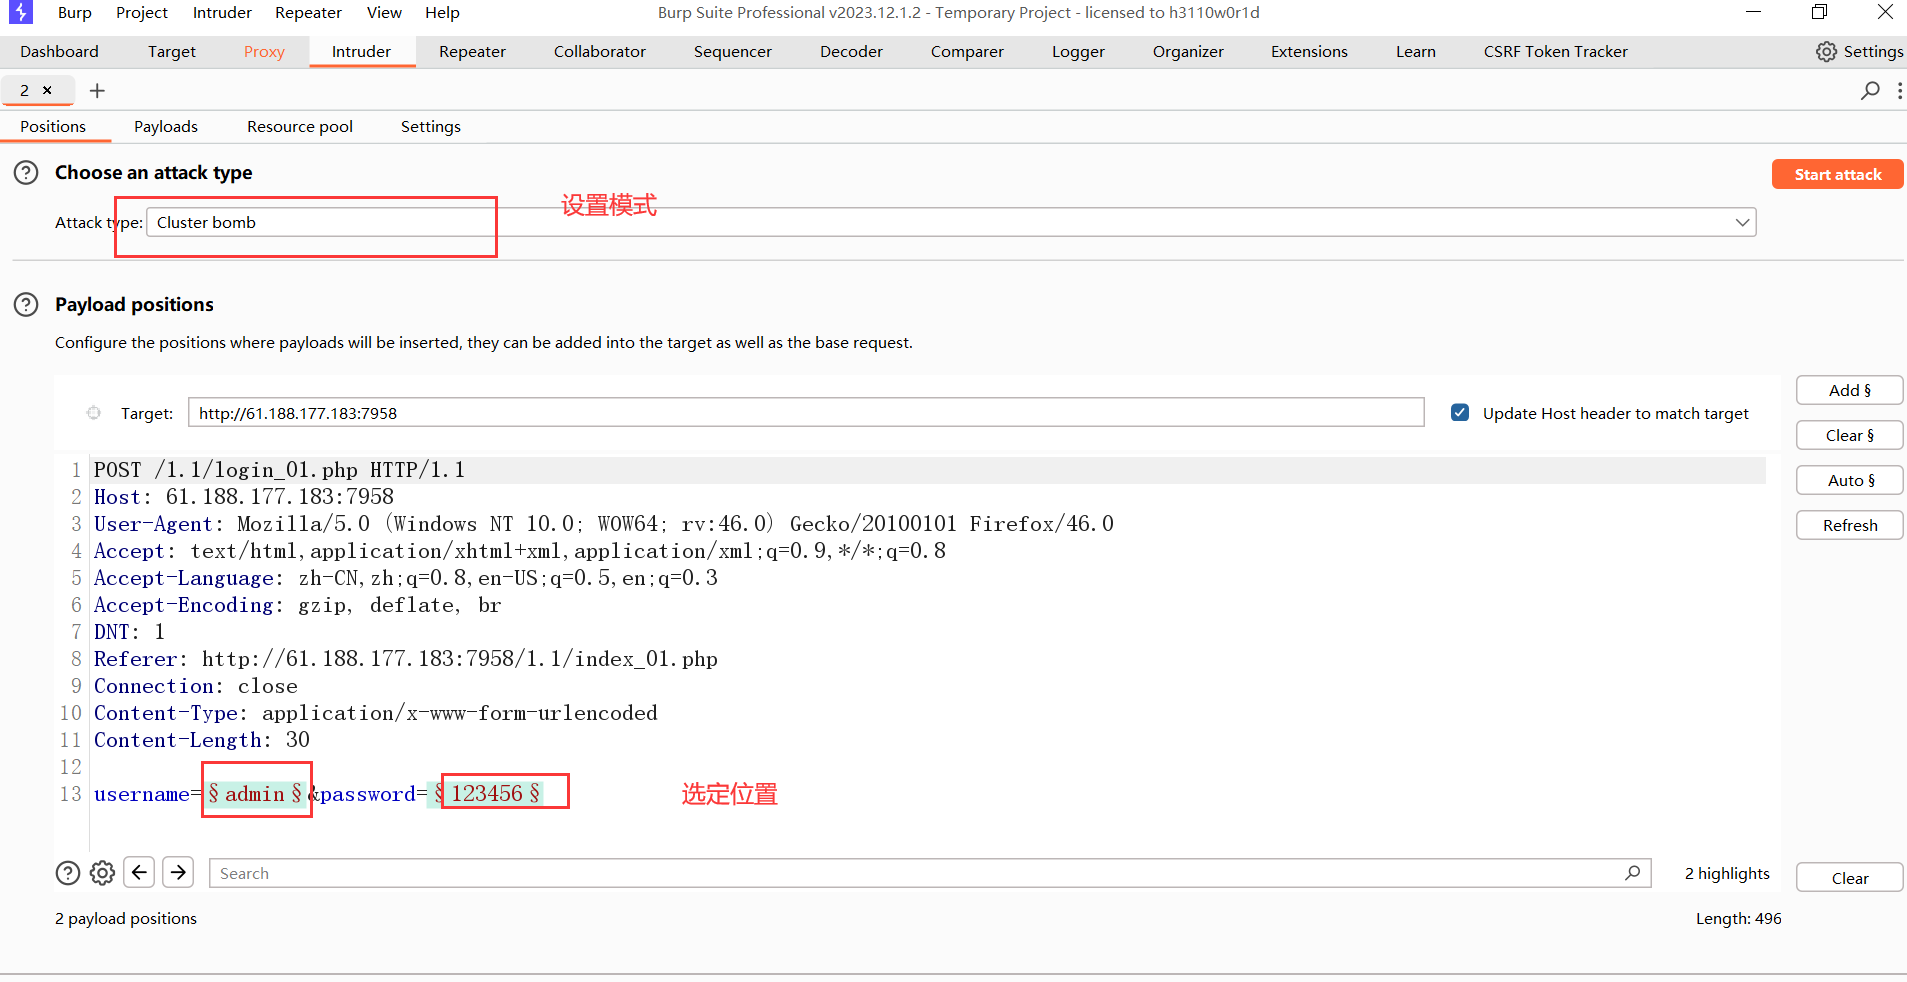 Burp Project Intruder Repeater View Help Burp Suite Professional v2023.12.1.2 - Temporary Project - licensed to h3110w0r1d
Dashboard Target Proxy Intruder Repeater Collaborator Sequencer Decoder Comparer Logger Organizer Extensions Learn CSRF Token Tracker Settings
2 × +
Positions Payloads Resource pool Settings
? Choose an attack type Start attack
设置模式
Attack type: Cluster bomb
? Payload positions
Configure the positions where payloads will be inserted, they can be added into the target as well as the base request.
Add §
Target: http://61.188.177.183:7958 Update Host header to match target
Clear §
Auto §
Refresh
1 POST /1.1/login_01.php HTTP/1.1
2 Host: 61.188.177.183:7958
3 User-Agent: Mozilla/5.0 (Windows NT 10.0; WOW64; rv:46.0) Gecko/20100101 Firefox/46.0
4 Accept: text/html,application/xhtml+xml,application/xml;q=0.9,*/*;q=0.8
5 Accept-Language: zh-CN,zh;q=0.8,en-US;q=0.5,en;q=0.3
6 Accept-Encoding: gzip, deflate, br
7 DNT: 1
8 Referer: http://61.188.177.183:7958/1.1/index_01.php
9 Connection: close
10 Content-Type: application/x-www-form-urlencoded
11 Content-Length: 30
12
13 username=§admin§&password=§123456§ 选定位置
? Search 2 highlights Clear
2 payload positions Length: 496